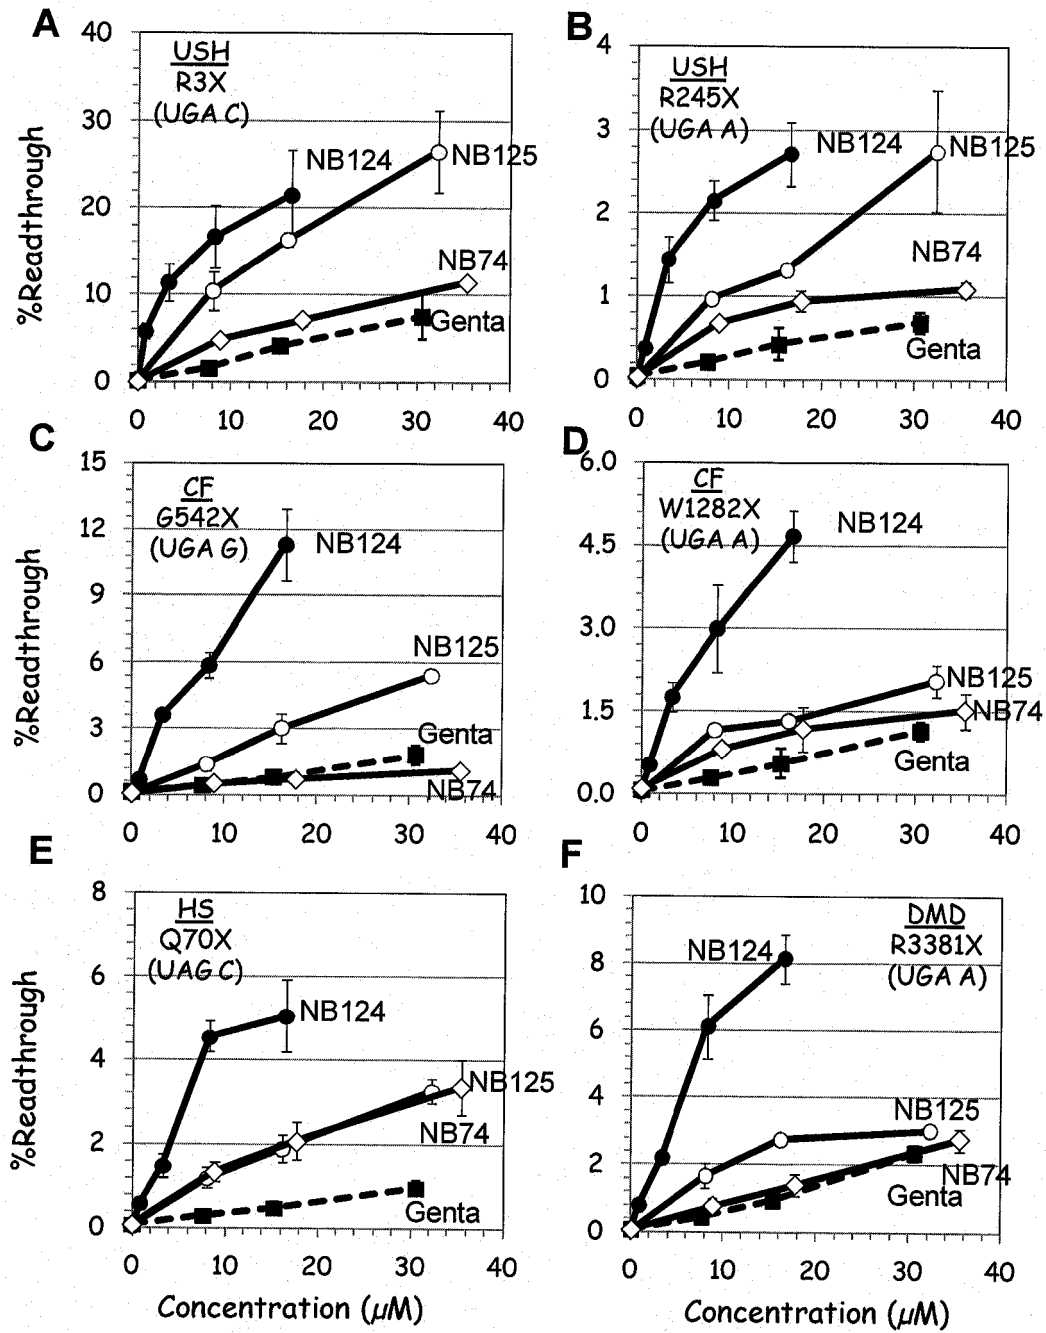 A
USH
R3X
(UGA C)
40
30
20
10
0
%Readthrough
NB124
NB125
NB74
Genta
0 10 20 30 40
B
USH
R245X
(UGA A)
4
3
2
1
0
NB124
NB125
NB74
Genta
0 10 20 30 40
C
CF
G542X
(UGA G)
15
12
9
6
3
0
%Readthrough
NB124
NB125
Genta
NB74
0 10 20 30 40
D
CF
W1282X
(UGA A)
6.0
4.5
3.0
1.5
0.0
NB124
NB125
NB74
Genta
0 10 20 30 40
E
HS
Q70X
(UAG C)
8
6
4
2
0
%Readthrough
NB124
NB125
NB74
Genta
0 10 20 30 40
Concentration (µM)
F
DMD
R3381X
(UGA A)
10
8
6
4
2
0
NB124
NB125
NB74
Genta
0 10 20 30 40
Concentration (µM)